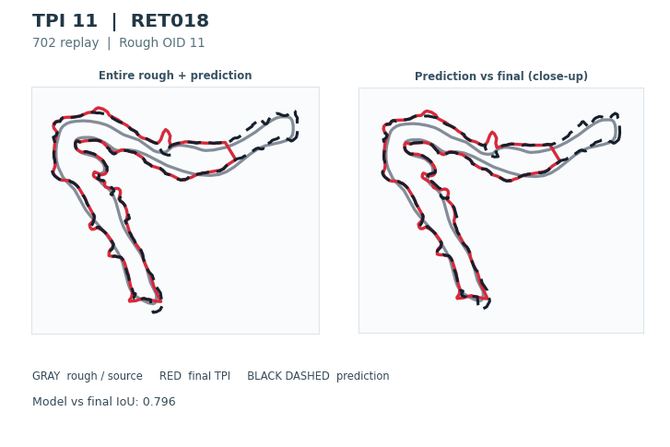 TPI 11 | RET018
702 replay | Rough OID 11
Entire rough + prediction
Prediction vs final (close-up)
GRAY rough / source RED final TPI BLACK DASHED prediction
Model vs final IoU: 0.796